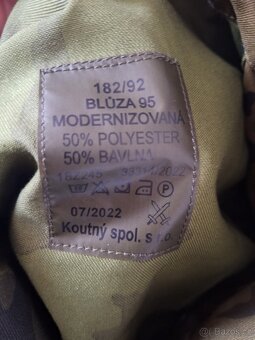 182/92
BLŮZA 95
MODERNIZOVANÁ
50% POLYESTER
50% BAVLNA
07/2022
Koutný spol. s r.o.